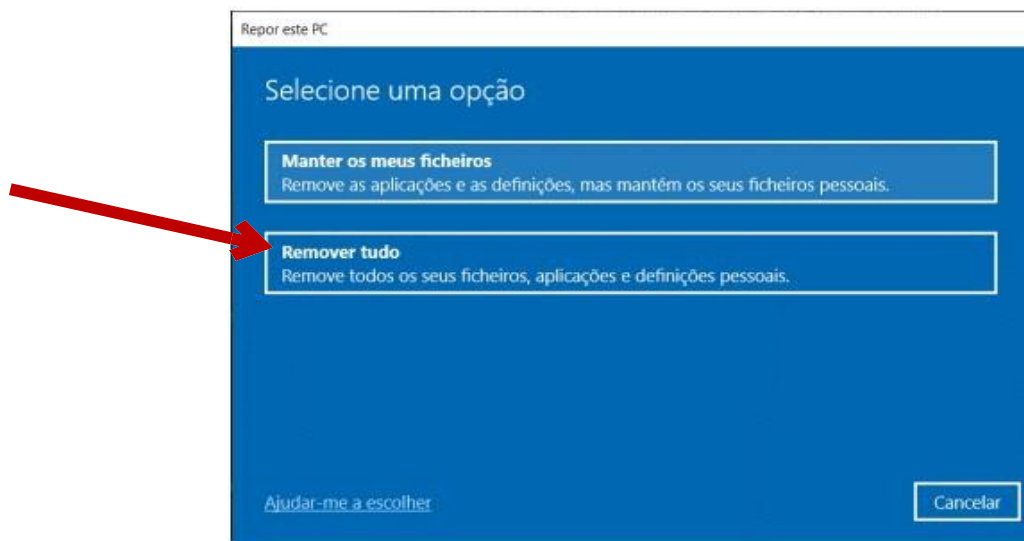 Repor este PC
Selecione uma opção
Manter os meus ficheiros
Remove as aplicações e as definições, mas mantém os seus ficheiros pessoais.
Remover tudo
Remove todos os seus ficheiros, aplicações e definições pessoais.
Ajudar-me a escolher
Cancelar